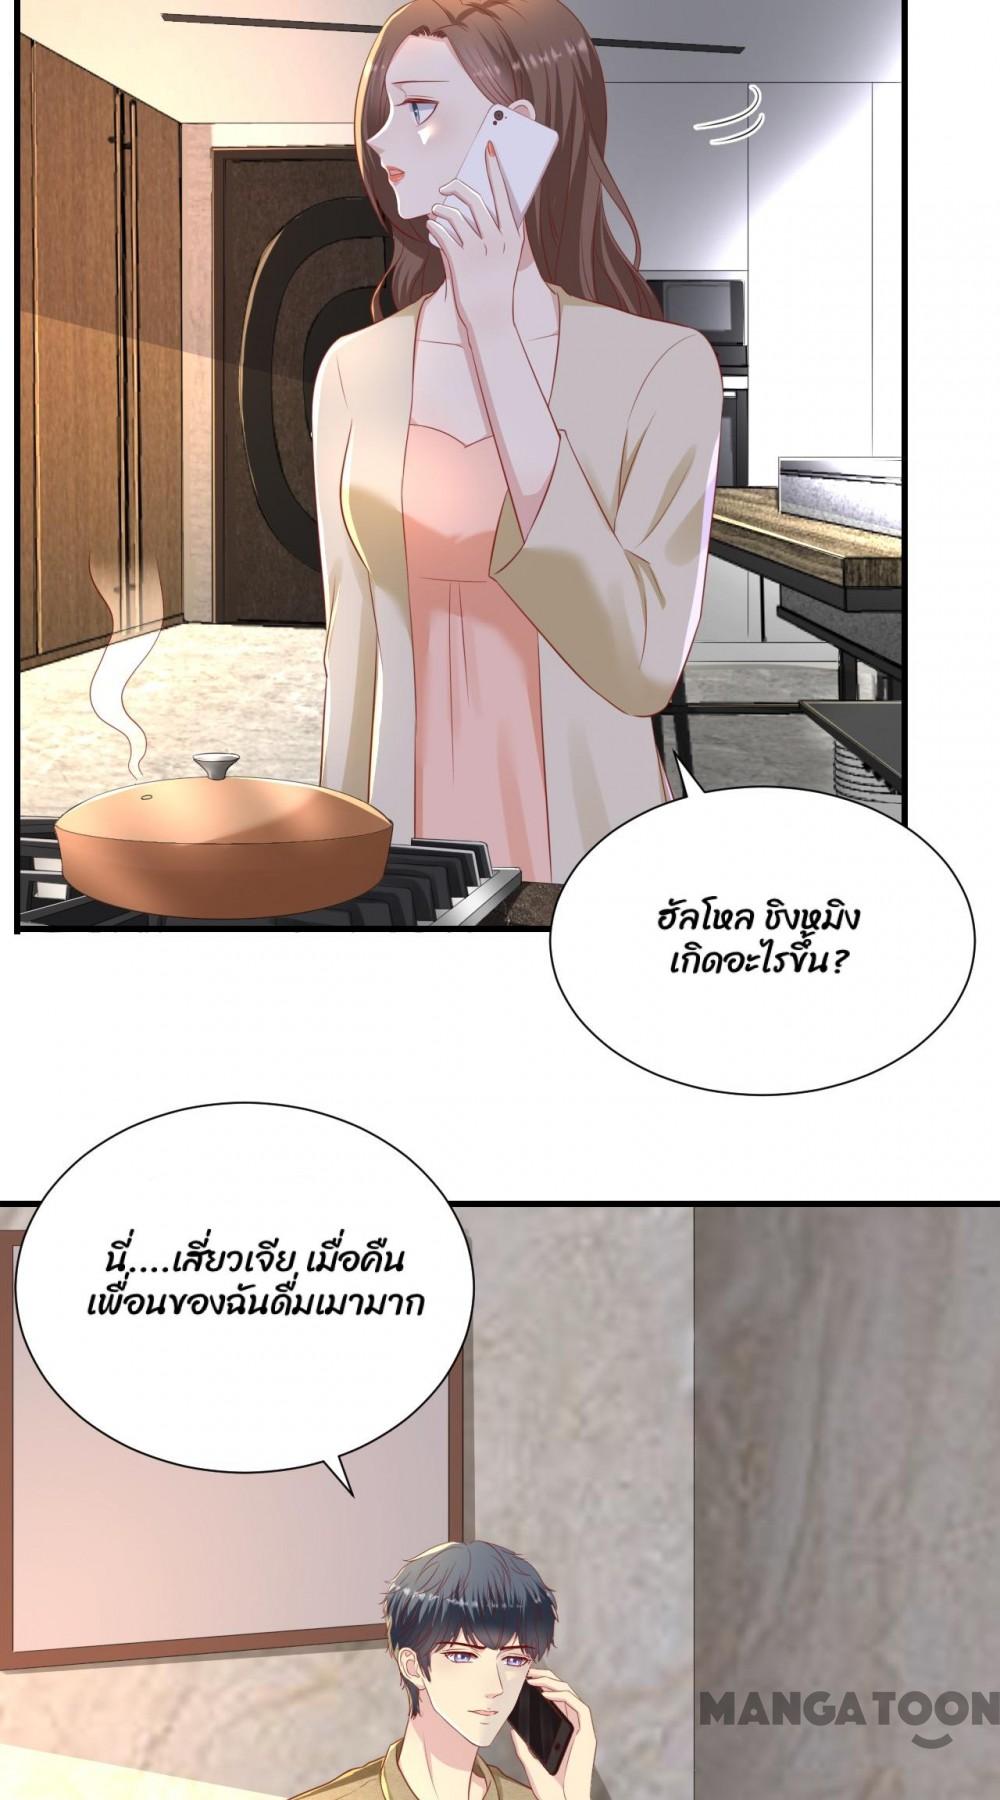 ฮัลโหล ชิงหมิง
เกิดอะไรขึ้น?
นี่....เสี่ยวเจีย เมื่อคืน
เพื่อนของฉันดื่มเมามาก
MANGATOON